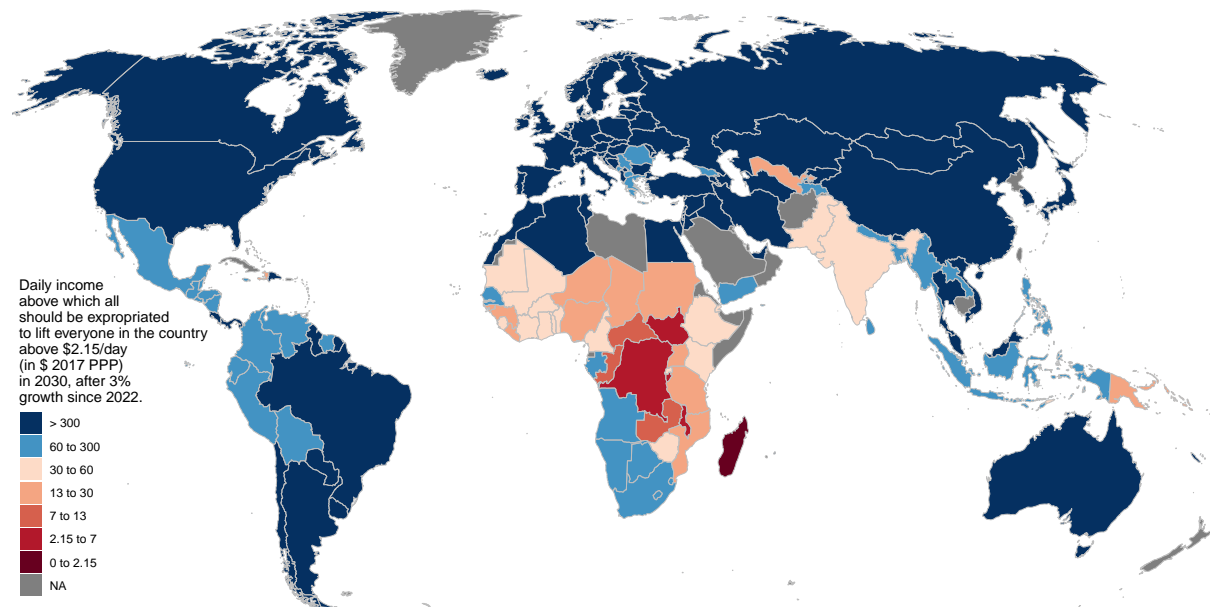 Daily income
above which all
should be expropriated
to lift everyone in the country
above $2.15/day
(in $ 2017 PPP)
in 2030, after 3%
growth since 2022.
> 300
60 to 300
30 to 60
13 to 30
7 to 13
2.15 to 7
0 to 2.15
NA